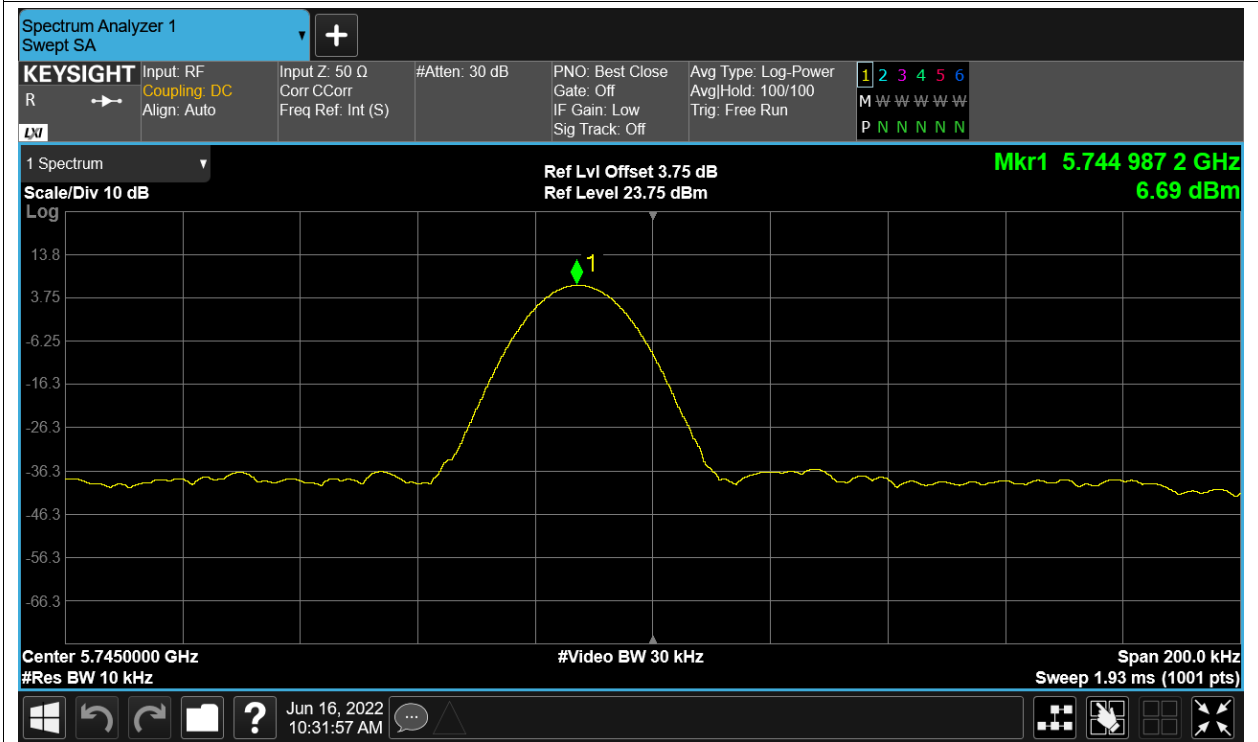 Spectrum Analyzer 1
Swept SA
KEYSIGHT
R
LXI
Input: RF
Coupling: DC
Align: Auto
Input Z: 50 Ω
Corr CCorr
Freq Ref: Int (S)
#Atten: 30 dB
PNO: Best Close
Gate: Off
IF Gain: Low
Sig Track: Off
Avg Type: Log-Power
Avg|Hold: 100/100
Trig: Free Run
1 2 3 4 5 6
M W W W W W
P N N N N N
1 Spectrum
Scale/Div 10 dB
Log
Ref Lvl Offset 3.75 dB
Ref Level 23.75 dBm
Mkr1 5.744 987 2 GHz
6.69 dBm
1
13.8
3.75
-6.25
-16.3
-26.3
-36.3
-46.3
-56.3
-66.3
Center 5.7450000 GHz
#Res BW 10 kHz
#Video BW 30 kHz
Span 200.0 kHz
Sweep 1.93 ms (1001 pts)
?
Jun 16, 2022
10:31:57 AM